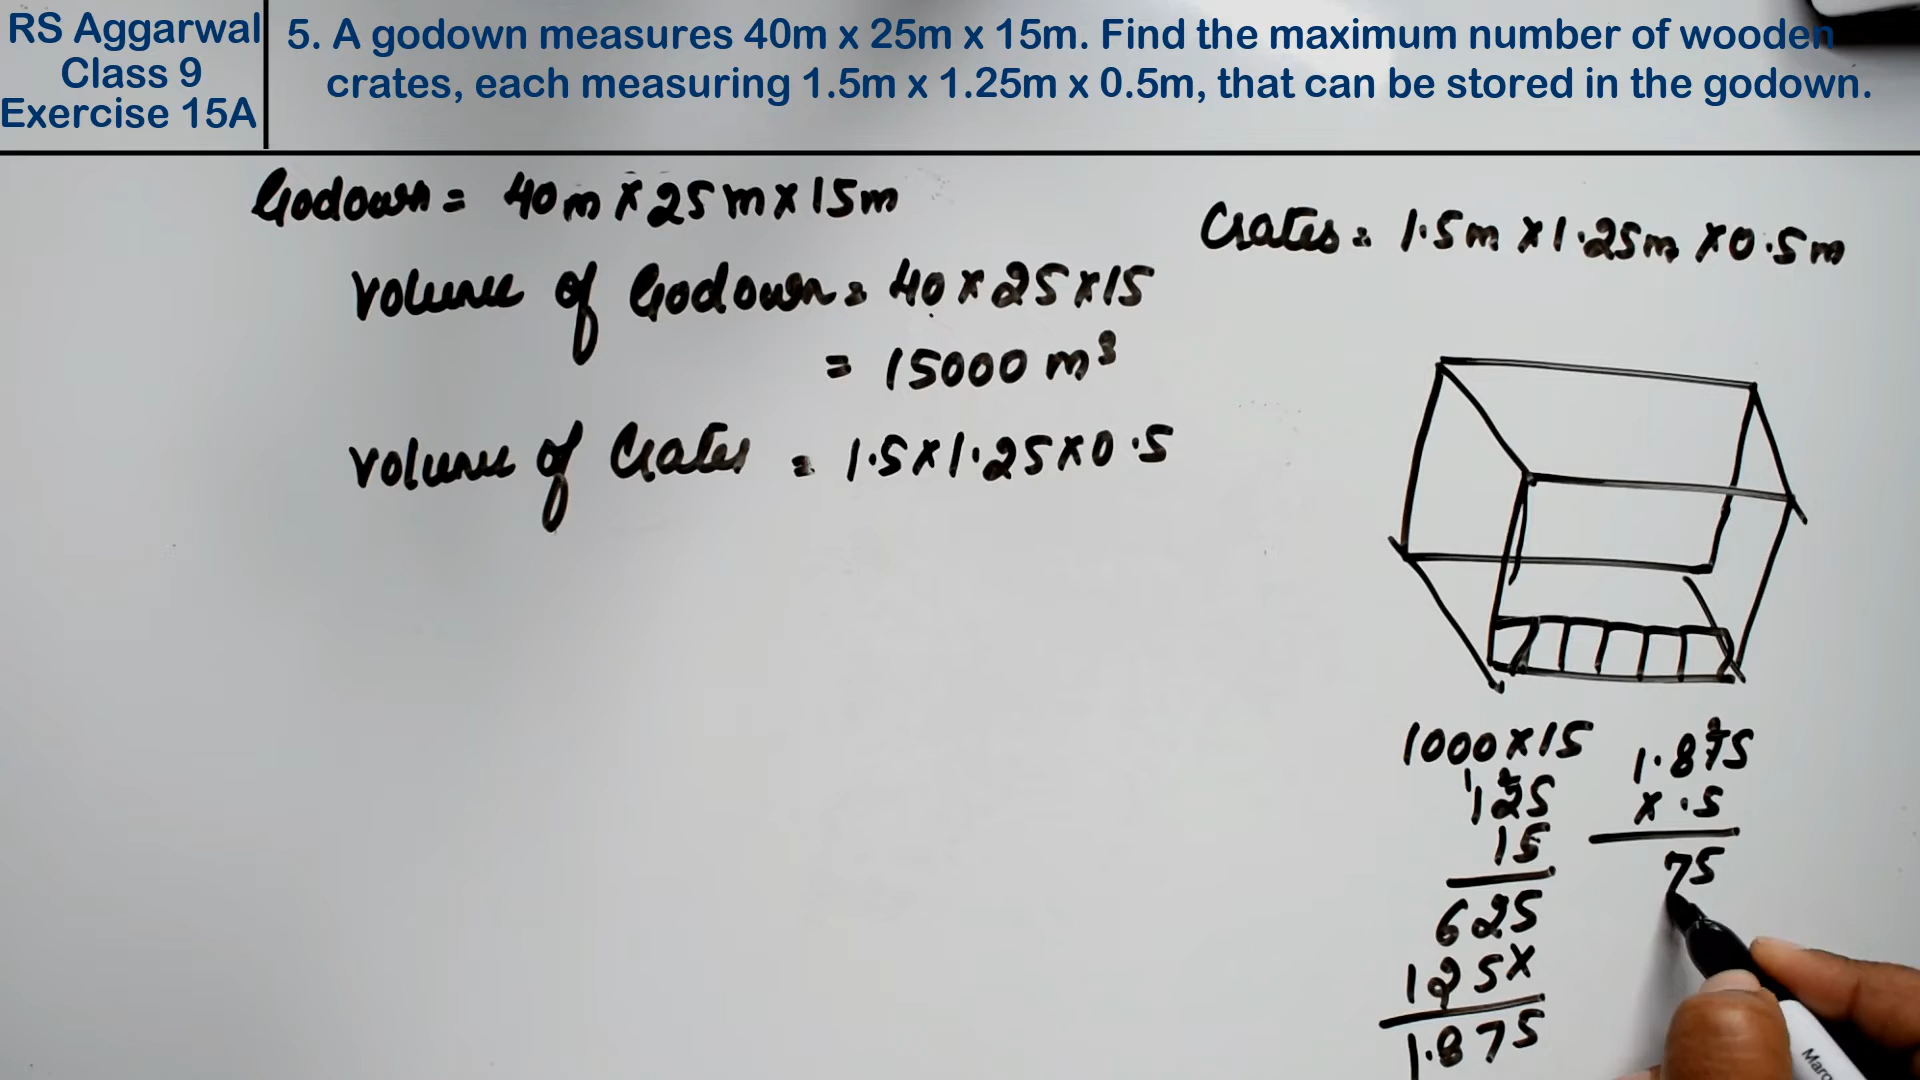 RS Aggarwal
Class 9
Exercise 15A
5. A godown measures 40m x 25m x 15m. Find the maximum number of wooden
crates, each measuring 1.5m x 1.25m x 0.5m, that can be stored in the godown.
Godown = 40m × 25m × 15m
Crates = 1.5m × 1.25m × 0.5m
Volume of Godown = 40 × 25 × 15
= 15000 m³
Volume of Crates = 1.5 × 1.25 × 0.5
1000 × 15
125
15
625
125×
1.875
1.875
× .5
75